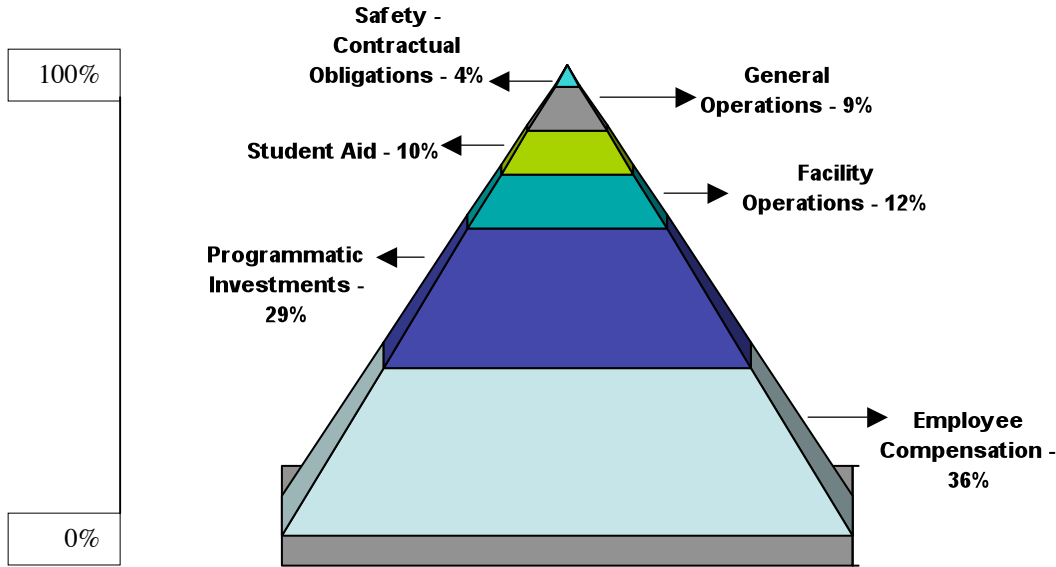 100%
0%
Safety -
Contractual
Obligations - 4%
General
Operations - 9%
Student Aid - 10%
Facility
Operations - 12%
Programmatic
Investments -
29%
Employee
Compensation -
36%